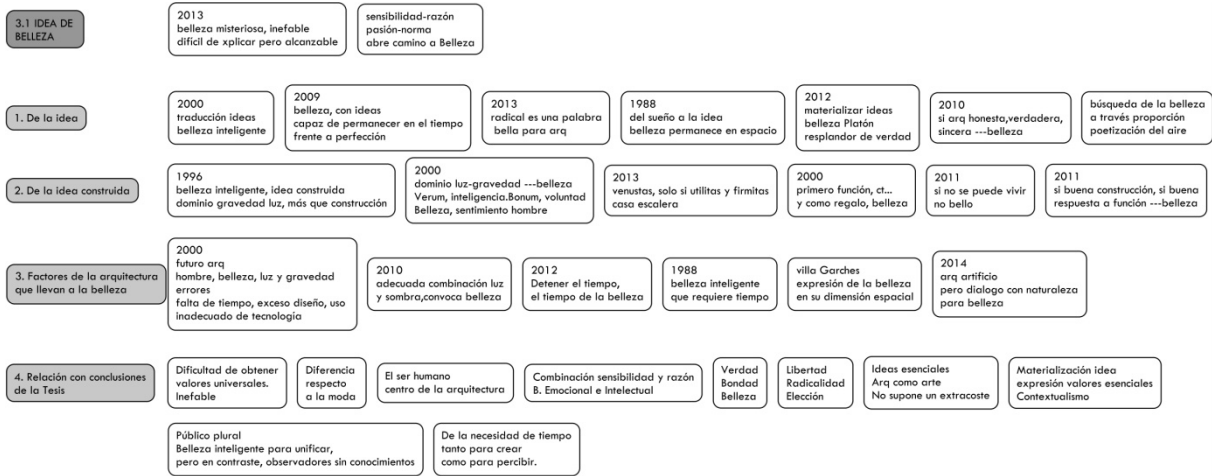 3.1 IDEA DE
BELLEZA
2013
belleza misteriosa, inefable
difícil de xplicar pero alcanzable
sensibilidad-razón
pasión-norma
abre camino a Belleza
1. De la idea
2000
traducción ideas
belleza inteligente
2009
belleza, con ideas
capaz de permanecer en el tiempo
frente a perfección
2013
radical es una palabra
bella para arq
1988
del sueño a la idea
belleza permanece en espacio
2012
materializar ideas
belleza Platón
resplandor de verdad
2010
si arq honesta,verdadera,
sincera ---belleza
búsqueda de la belleza
a través proporción
poetización del aire
2. De la idea construida
1996
belleza inteligente, idea construida
dominio gravedad luz, más que construcción
2000
dominio luz-gravedad ---belleza
Verum, inteligencia.Bonum, voluntad
Belleza, sentimiento hombre
2013
venustas, solo si utilitas y firmitas
casa escalera
2000
primero función, ct...
y como regalo, belleza
2011
si no se puede vivir
no bello
2011
si buena construcción, si buena
respuesta a función ---belleza
3. Factores de la arquitectura
que llevan a la belleza
2000
futuro arq
hombre, belleza, luz y gravedad
errores
falta de tiempo, exceso diseño, uso
inadecuado de tecnología
2010
adecuada combinación luz
y sombra,convoca belleza
2012
Detener el tiempo,
el tiempo de la belleza
1988
belleza inteligente
que requiere tiempo
villa Garches
expresión de la belleza
en su dimensión espacial
2014
arq artificio
pero dialogo con naturaleza
para belleza
4. Relación con conclusiones
de la Tesis
Dificultad de obtener
valores universales.
Inefable
Diferencia
respecto
a la moda
El ser humano
centro de la arquitectura
Combinación sensibilidad y razón
B. Emocional e Intelectual
Verdad
Bondad
Belleza
Libertad
Radicalidad
Elección
Ideas esenciales
Arq como arte
No supone un extracoste
Materialización idea
expresión valores esenciales
Contextualismo
Público plural
Belleza inteligente para unificar,
pero en contraste, observadores sin conocimientos
De la necesidad de tiempo
tanto para crear
como para percibir.